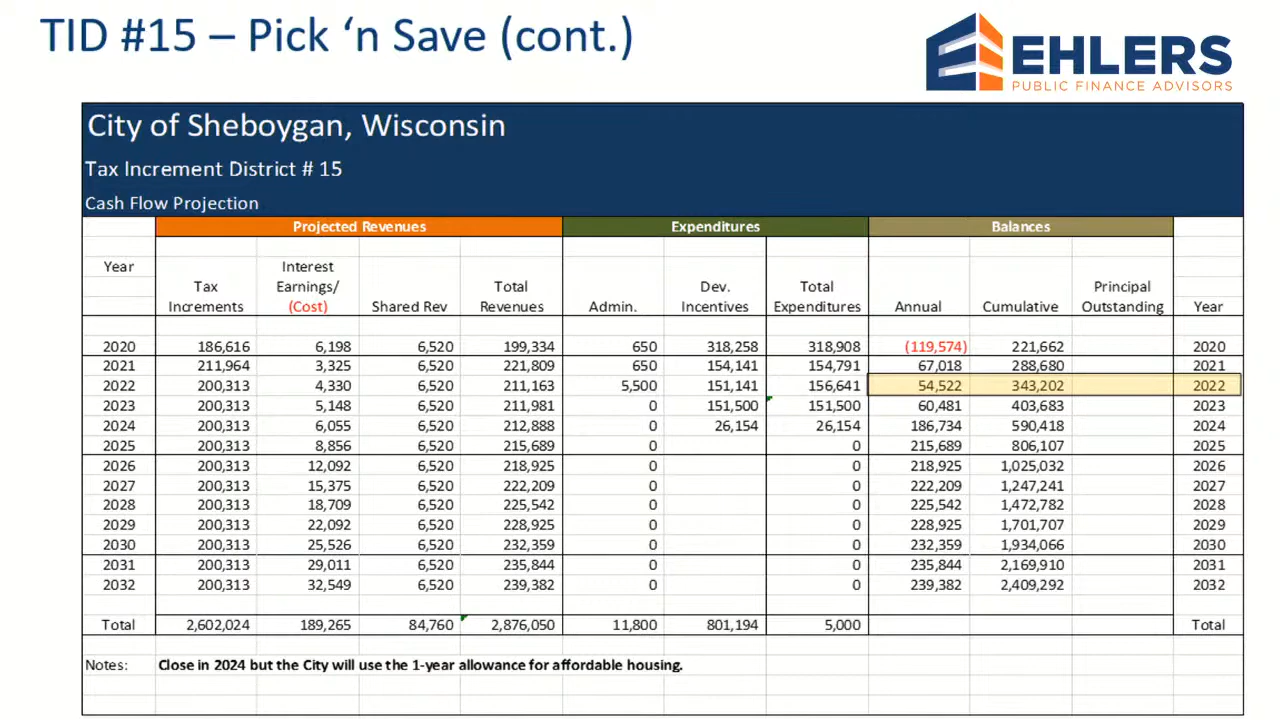 TID #15 – Pick ‘n Save (cont.)
EHLERS
PUBLIC FINANCE ADVISORS
City of Sheboygan, Wisconsin
Tax Increment District # 15
Cash Flow Projection
Projected Revenues Expenditures Balances
Year Interest
Tax Earnings/ Total Dev. Total Principal
Increments (Cost) Shared Rev Revenues Admin. Incentives Expenditures Annual Cumulative Outstanding Year
2020 186,616 6,198 6,520 199,334 650 318,258 318,908 (119,574) 221,662 2020
2021 211,964 3,325 6,520 221,809 650 154,141 154,791 67,018 288,680 2021
2022 200,313 4,330 6,520 211,163 5,500 151,141 156,641 54,522 343,202 2022
2023 200,313 5,148 6,520 211,981 0 151,500 151,500 60,481 403,683 2023
2024 200,313 6,055 6,520 212,888 0 26,154 26,154 186,734 590,418 2024
2025 200,313 8,856 6,520 215,689 0 0 215,689 806,107 2025
2026 200,313 12,092 6,520 218,925 0 0 218,925 1,025,032 2026
2027 200,313 15,375 6,520 222,209 0 0 222,209 1,247,241 2027
2028 200,313 18,709 6,520 225,542 0 0 225,542 1,472,782 2028
2029 200,313 22,092 6,520 228,925 0 0 228,925 1,701,707 2029
2030 200,313 25,526 6,520 232,359 0 0 232,359 1,934,066 2030
2031 200,313 29,011 6,520 235,844 0 0 235,844 2,169,910 2031
2032 200,313 32,549 6,520 239,382 0 0 239,382 2,409,292 2032
Total 2,602,024 189,265 84,760 2,876,050 11,800 801,194 5,000 Total
Notes: Close in 2024 but the City will use the 1-year allowance for affordable housing.